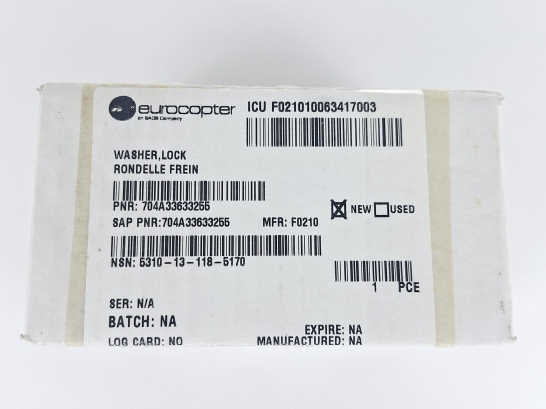 eurocopter
an EADS Company
ICU F021010063417003
WASHER,LOCK
RONDELLE FREIN
PNR: 704A33633255
SAP PNR:704A33633255 MFR: F0210
NEW USED
NSN: 5310-13-118-5170
1 PCE
SER: N/A
BATCH: NA
EXPIRE: NA
LOG CARD: NO MANUFACTURED: NA